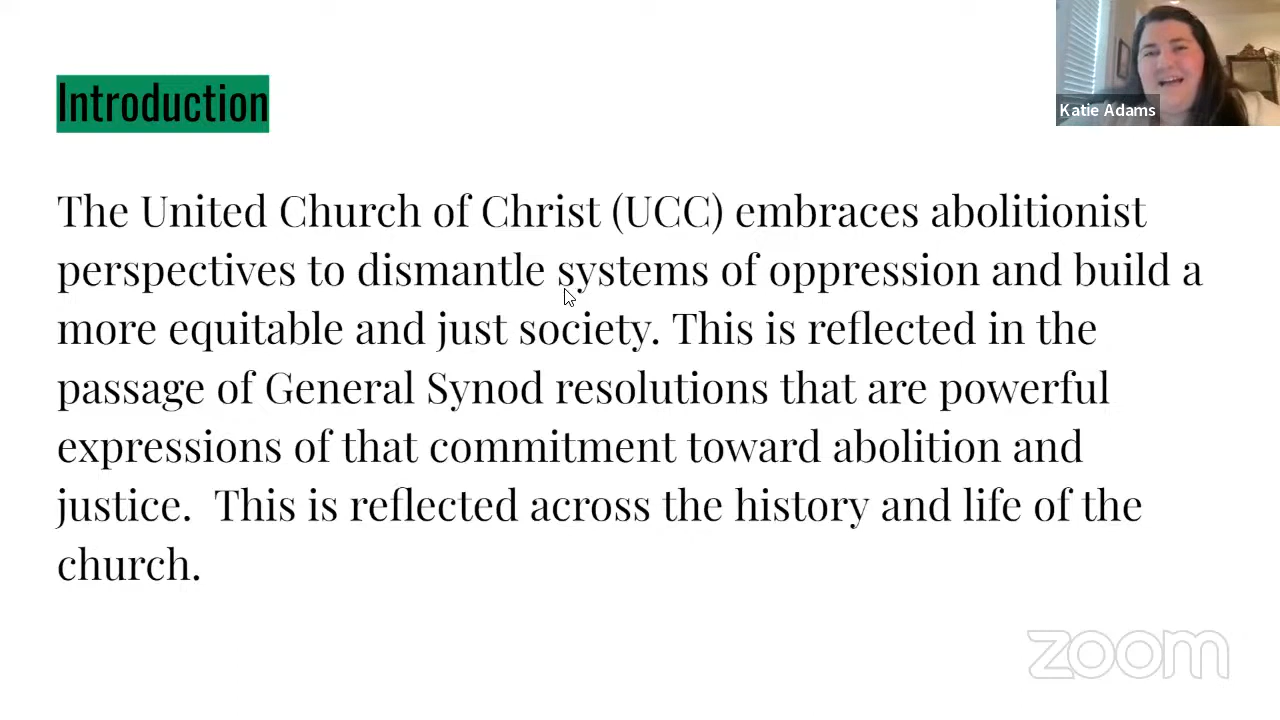 Introduction
Katie Adams
The United Church of Christ (UCC) embraces abolitionist
perspectives to dismantle systems of oppression and build a
more equitable and just society. This is reflected in the
passage of General Synod resolutions that are powerful
expressions of that commitment toward abolition and
justice.  This is reflected across the history and life of the
church.
zoom